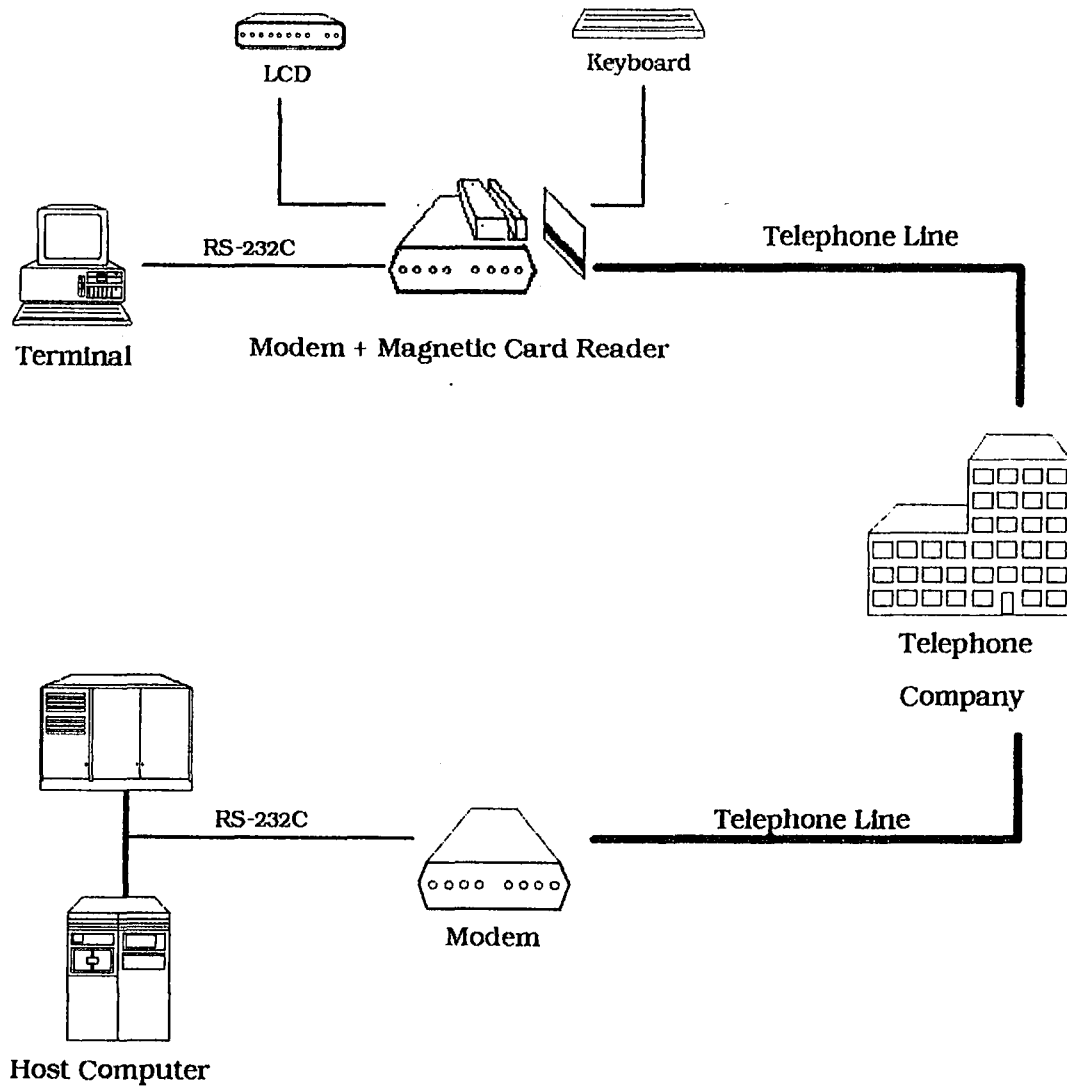 LCD
Keyboard
RS-232C
Telephone Line
Terminal
Modem + Magnetic Card Reader
Telephone
Company
RS-232C
Telephone Line
Modem
Host Computer